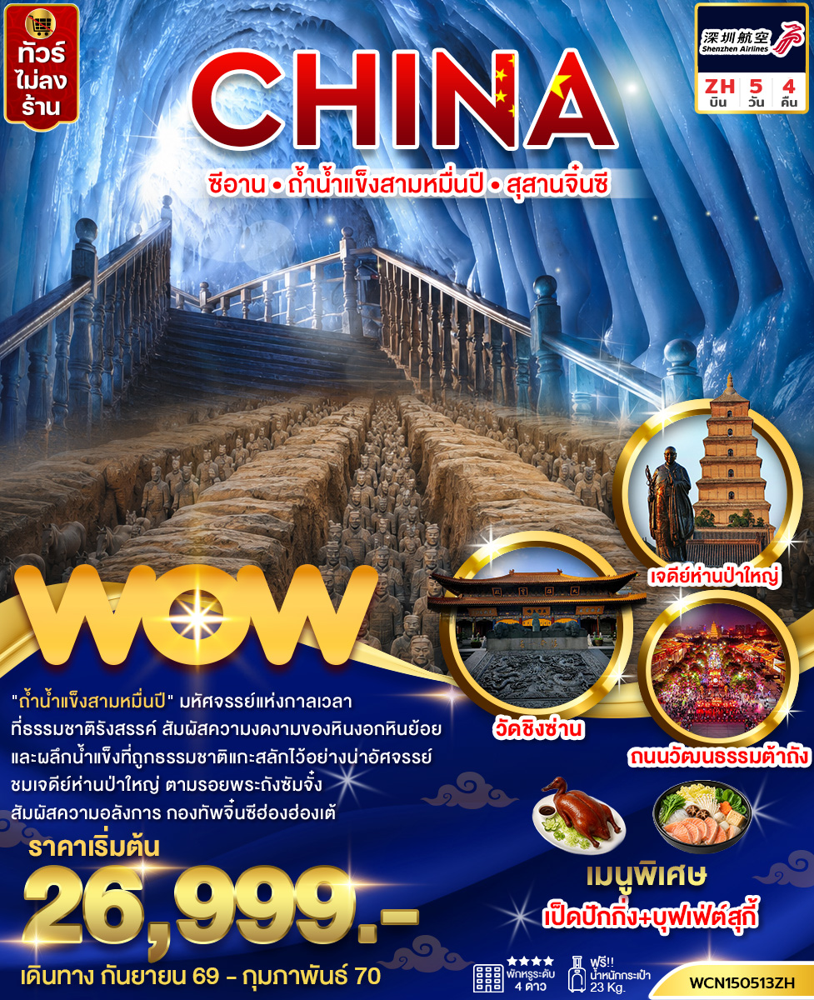 ทัวร์
ไม่ลง
ร้าน
深圳航空
Shenzhen Airlines
ZH 5 4
บิน วัน คืน
CHINA
ซีอาน • ถ้ำน้ำแข็งสามหมื่นปี • สุสานจิ๋นซี
เจดีย์ห่านป่าใหญ่
WOW
วัดชิงซ่าน
ถนนวัฒนธรรมต้าถัง
"ถ้ำน้ำแข็งสามหมื่นปี" มหัศจรรย์แห่งกาลเวลา
ที่ธรรมชาติรังสรรค์ สัมผัสความงดงามของหินงอกหินย้อย
และผลึกน้ำแข็งที่ถูกธรรมชาติแกะสลักไว้อย่างน่าอัศจรรย์
ชมเจดีย์ห่านป่าใหญ่ ตามรอยพระถังซัมจั๋ง
สัมผัสความอลังการ กองทัพจิ๋นซีฮ่องฮ่องเต้
ราคาเริ่มต้น
26,999.-
เดินทาง กันยายน 69 - กุมภาพันธ์ 70
เมนูพิเศษ
เป็ดปักกิ่ง+บุฟเฟ่ต์สุกี้
พักหรูระดับ
4 ดาว
ฟรี!!
น้ำหนักกระเป๋า
23 Kg.
WCN150513ZH